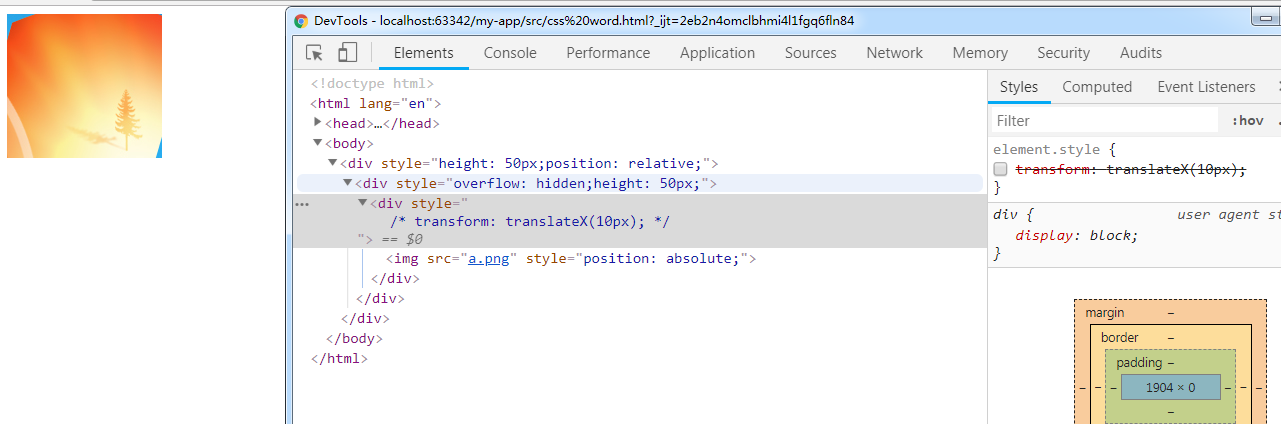 DevTools - localhost:63342/my-app/src/css%20word.html?_ijt=2eb2n4omclbhmi4l1fgq6fln84
Elements Console Performance Application Sources Network Memory Security Audits
<!doctype html>
<html lang="en">
<head>…</head>
<body>
<div style="height: 50px;position: relative;">
<div style="overflow: hidden;height: 50px;">
<div style="
/* transform: translateX(10px); */
"> == $0
<img src="a.png" style="position: absolute;">
</div>
</div>
</div>
</body>
</html>
Styles Computed Event Listeners
Filter :hov
element.style {
transform: translateX(10px);
}
div { user agent st
display: block;
}
margin –
border –
padding –
– – – 1904 × 0 – – –
–